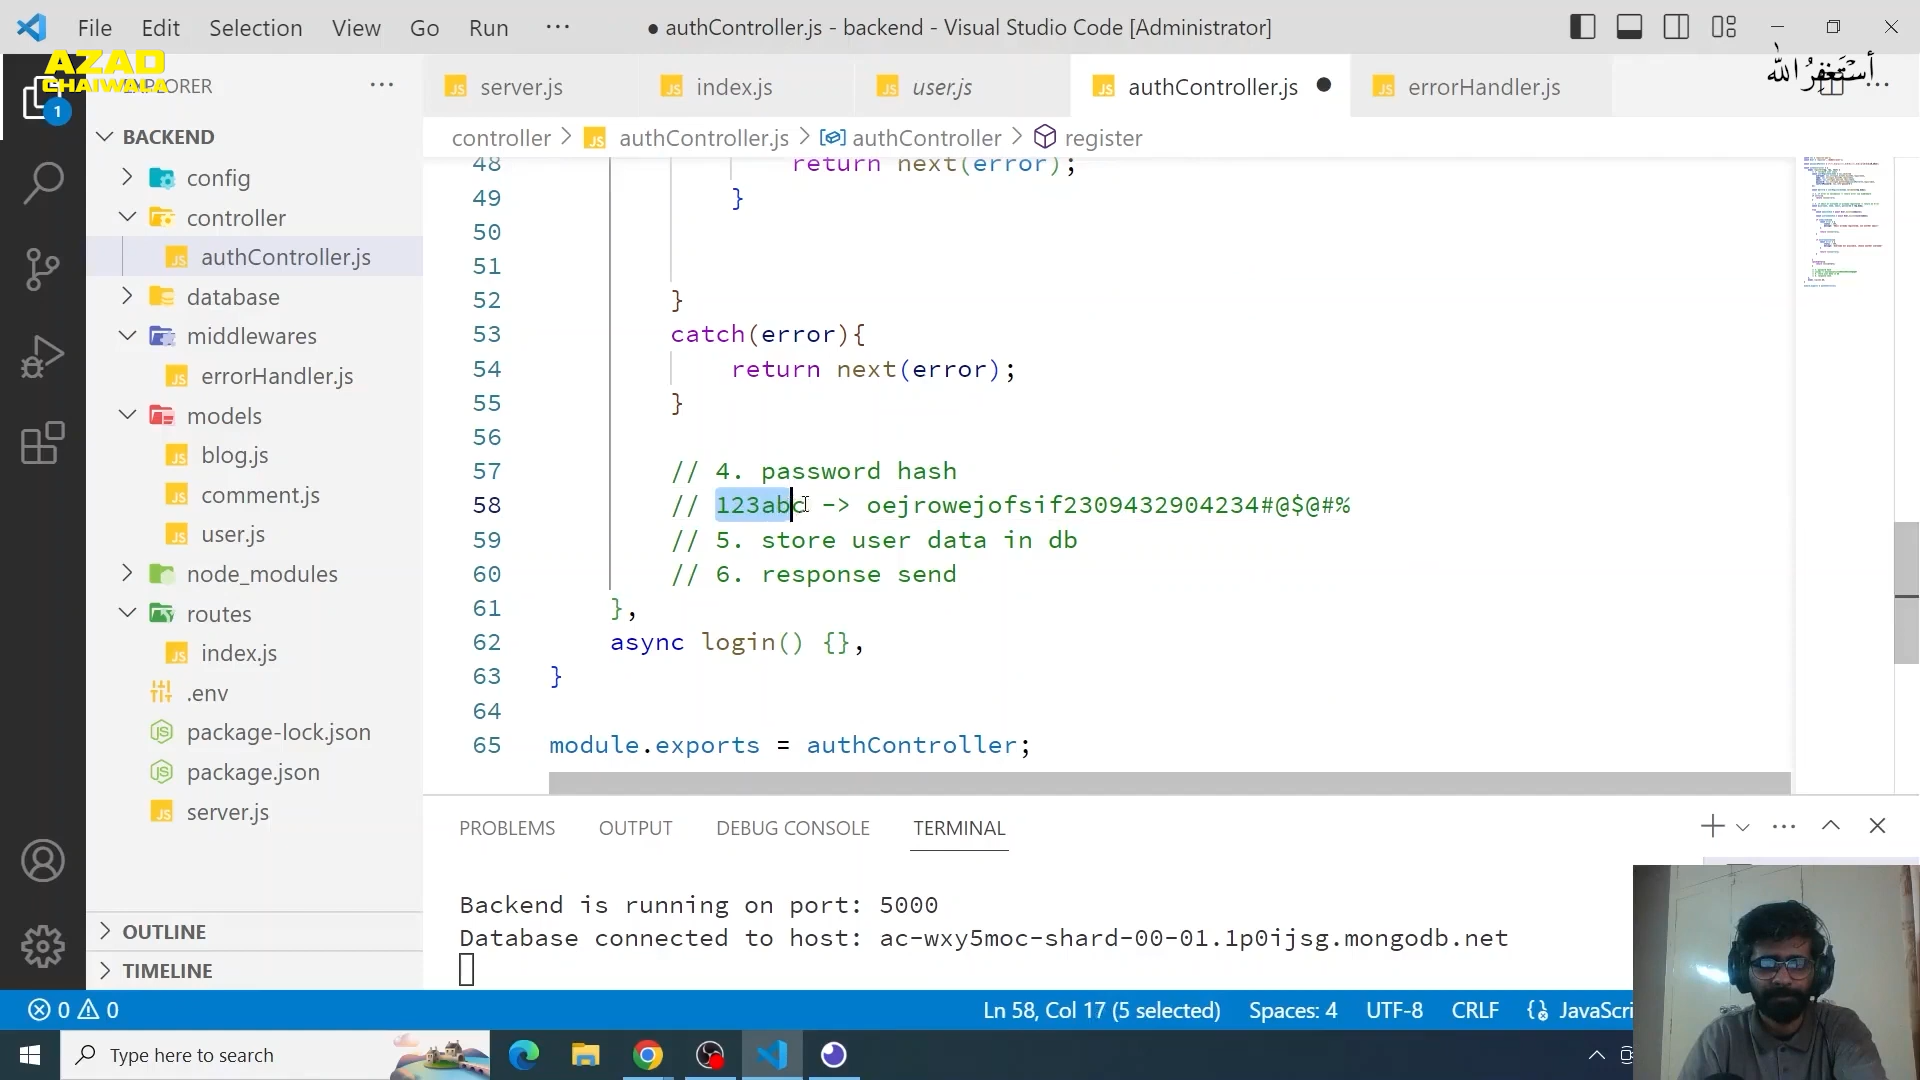 File Edit Selection View Go Run ··· ● authController.js - backend - Visual Studio Code [Administrator]
AZAD
CHAIWALA
EXPLORER ···
server.js index.js user.js authController.js ● errorHandler.js
أستغفر الله
controller > authController.js > authController > register
BACKEND
config
controller
authController.js
database
middlewares
errorHandler.js
models
blog.js
comment.js
user.js
node_modules
routes
index.js
.env
package-lock.json
package.json
server.js
OUTLINE
TIMELINE
1
48 return next(error);
49 }
50
51
52 }
53 catch(error){
54 return next(error);
55 }
56
57 // 4. password hash
58 // 123abc -> oejrowejofsif2309432904234#@$@#%
59 // 5. store user data in db
60 // 6. response send
61 },
62 async login() {},
63 }
64
65 module.exports = authController;
PROBLEMS OUTPUT DEBUG CONSOLE TERMINAL
Backend is running on port: 5000
Database connected to host: ac-wxy5moc-shard-00-01.1p0ijsg.mongodb.net
0 0 Ln 58, Col 17 (5 selected) Spaces: 4 UTF-8 CRLF JavaScri
Type here to search